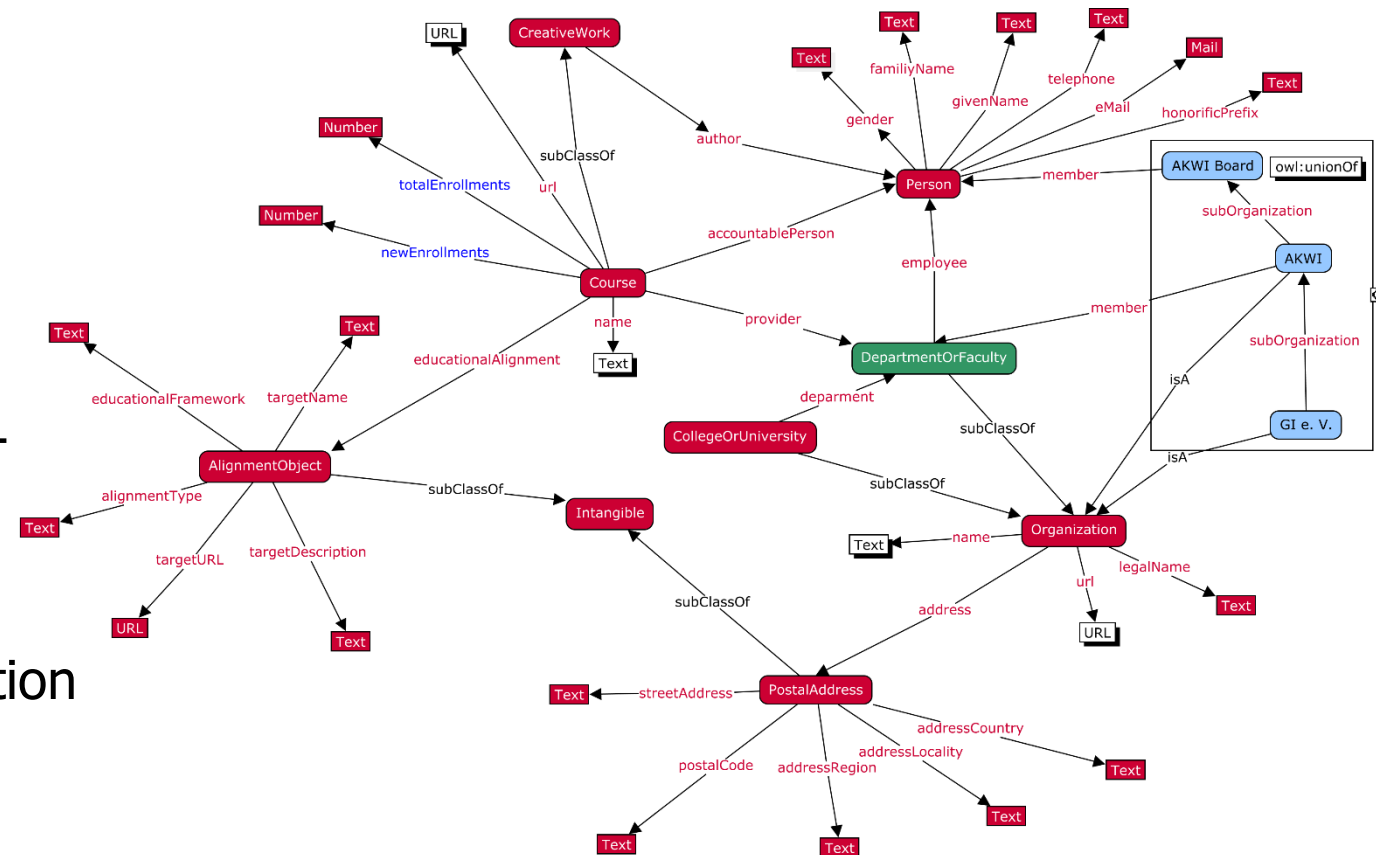 Text
Text
Text
URL
CreativeWork
Mail
Text
familiyName
telephone
Text
givenName
eMail
honorificPrefix
gender
Number
author
subClassOf
AKWI Board
owl:unionOf
member
Person
totalEnrollments
url
Number
subOrganization
accountablePerson
newEnrollments
employee
AKWI
Course
member
name
provider
Text
Text
subOrganization
educationalAlignment
Text
DepartmentOrFaculty
isA
educationalFramework
targetName
deparment
GI e. V.
CollegeOrUniversity
subClassOf
isA
AlignmentObject
subClassOf
subClassOf
alignmentType
Intangible
Text
Organization
name
Text
targetURL
targetDescription
legalName
url
subClassOf
Text
address
URL
URL
Text
tion
Text
streetAddress
PostalAddress
addressCountry
addressLocality
postalCode
addressRegion
Text
Text
Text
Text